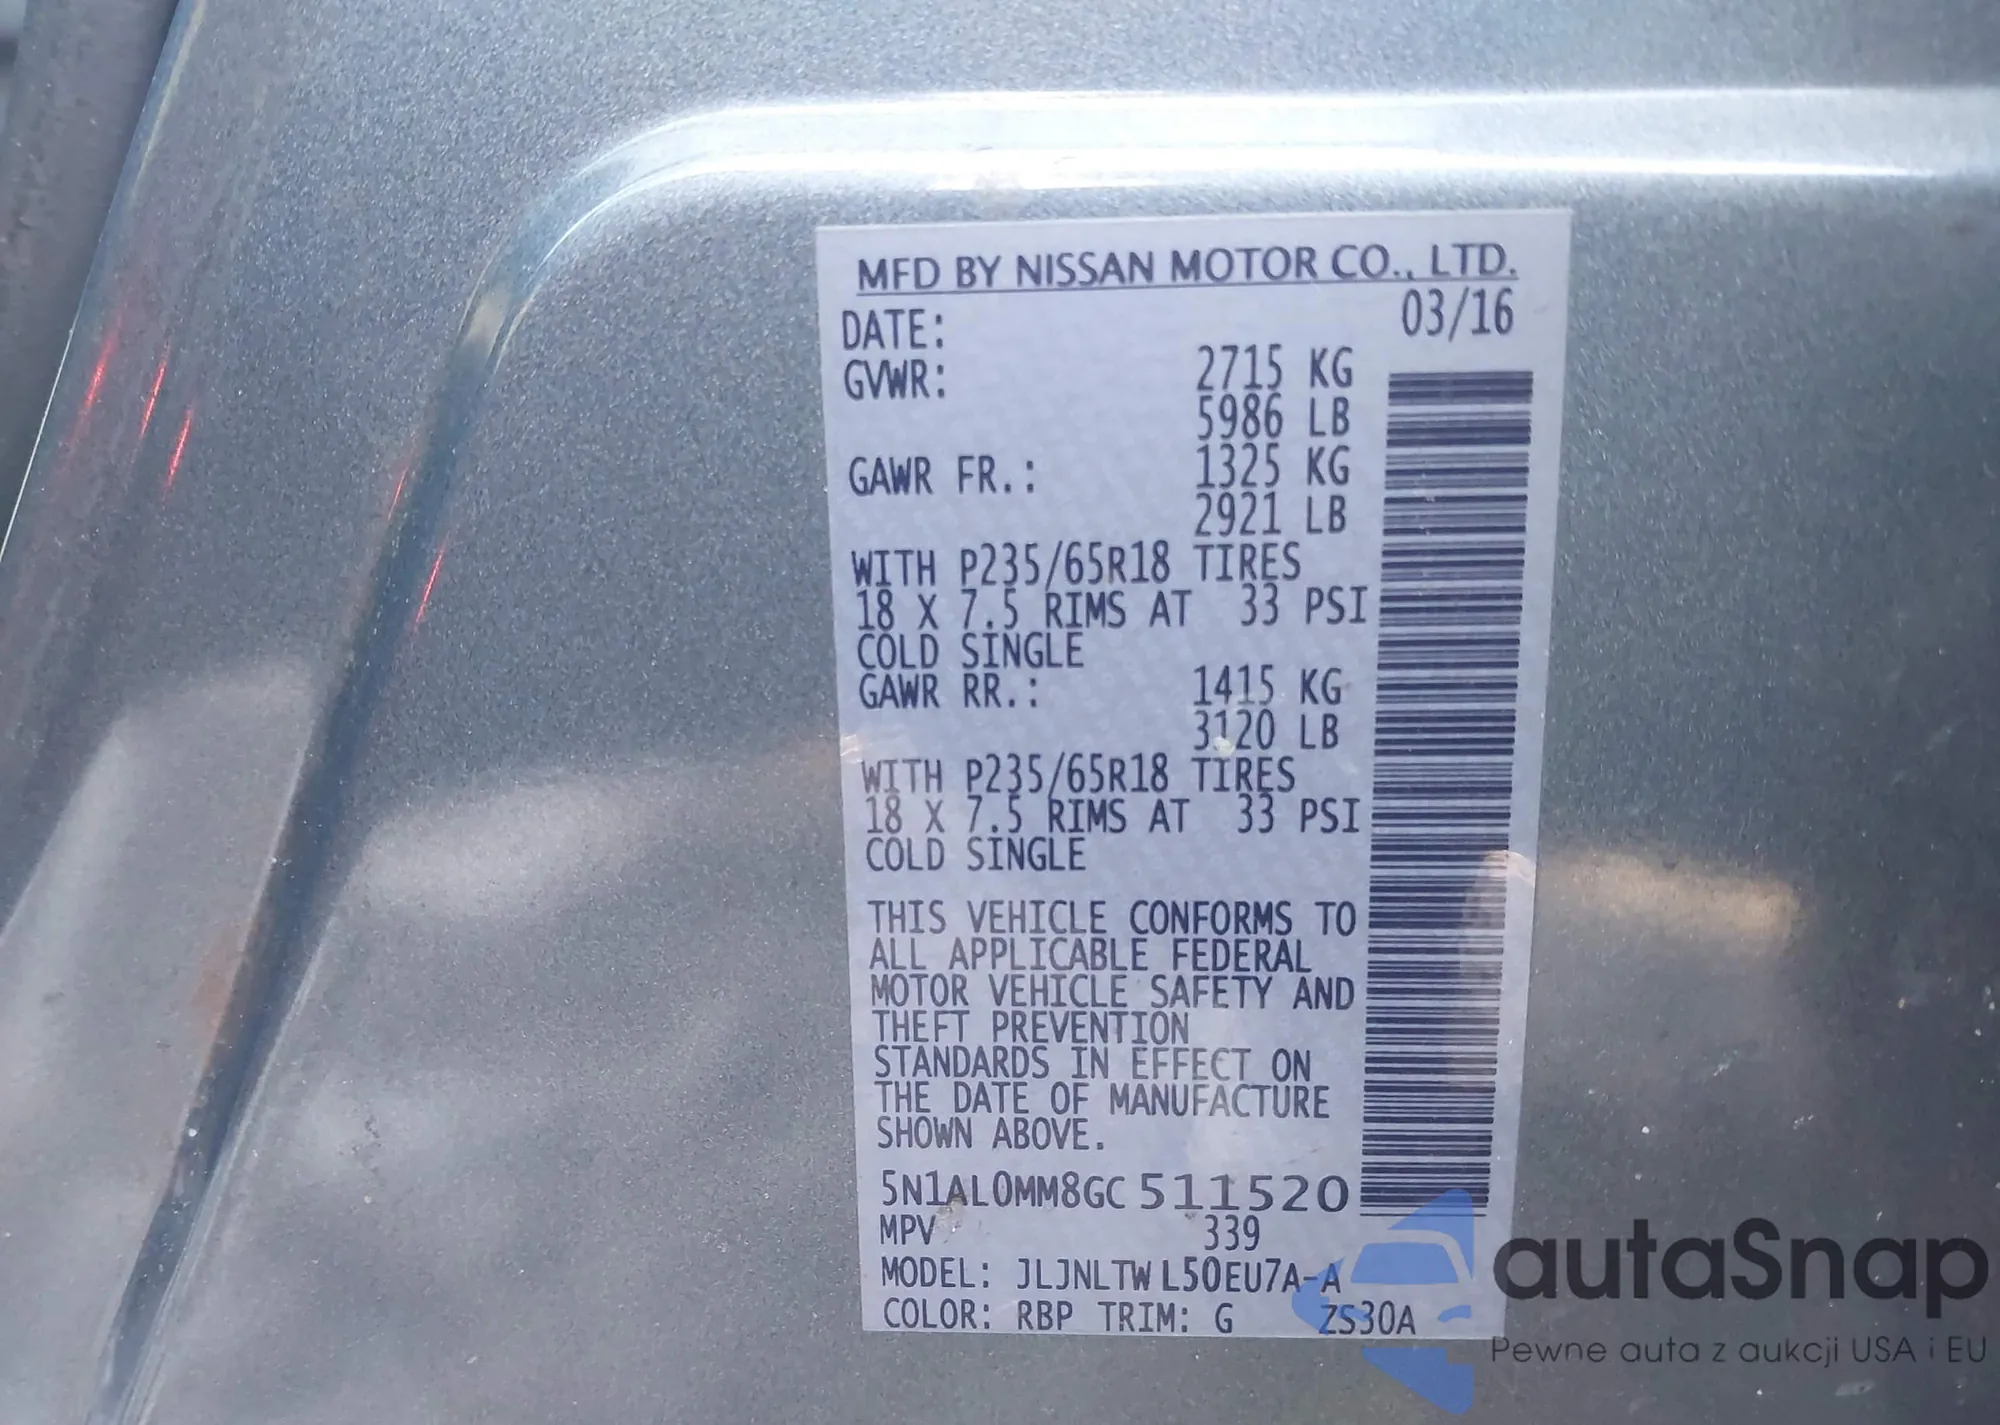 MFD BY NISSAN MOTOR CO., LTD.
DATE: 03/16
GVWR: 2715 KG
5986 LB
GAWR FR.: 1325 KG
2921 LB
WITH P235/65R18 TIRES
18 X 7.5 RIMS AT 33 PSI
COLD SINGLE
GAWR RR.: 1415 KG
3120 LB
WITH P235/65R18 TIRES
18 X 7.5 RIMS AT 33 PSI
COLD SINGLE
THIS VEHICLE CONFORMS TO
ALL APPLICABLE FEDERAL
MOTOR VEHICLE SAFETY AND
THEFT PREVENTION
STANDARDS IN EFFECT ON
THE DATE OF MANUFACTURE
SHOWN ABOVE.
5N1AL0MM8GC 511520
MPV 339
MODEL: JLJNLTW L50EU7A-A
COLOR: RBP TRIM: G ZS30A
autaSnap
Pewne auta z aukcji USA i EU